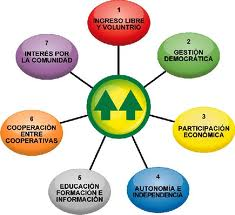 1
INGRESO LIBRE
Y VOLUNTRIO
2
GESTIÓN
DEMOCRÁTICA
3
PARTICIPACIÓN
ECONÓMICA
4
AUTONOMÍA E
INDEPENDENCIA
5
EDUCACIÓN
FORMACIÓN E
INFORMACIÓN
6
COOPERACIÓN
ENTRE
COOPERATIVAS
7
INTERÉS POR
LA COMUNIDAD